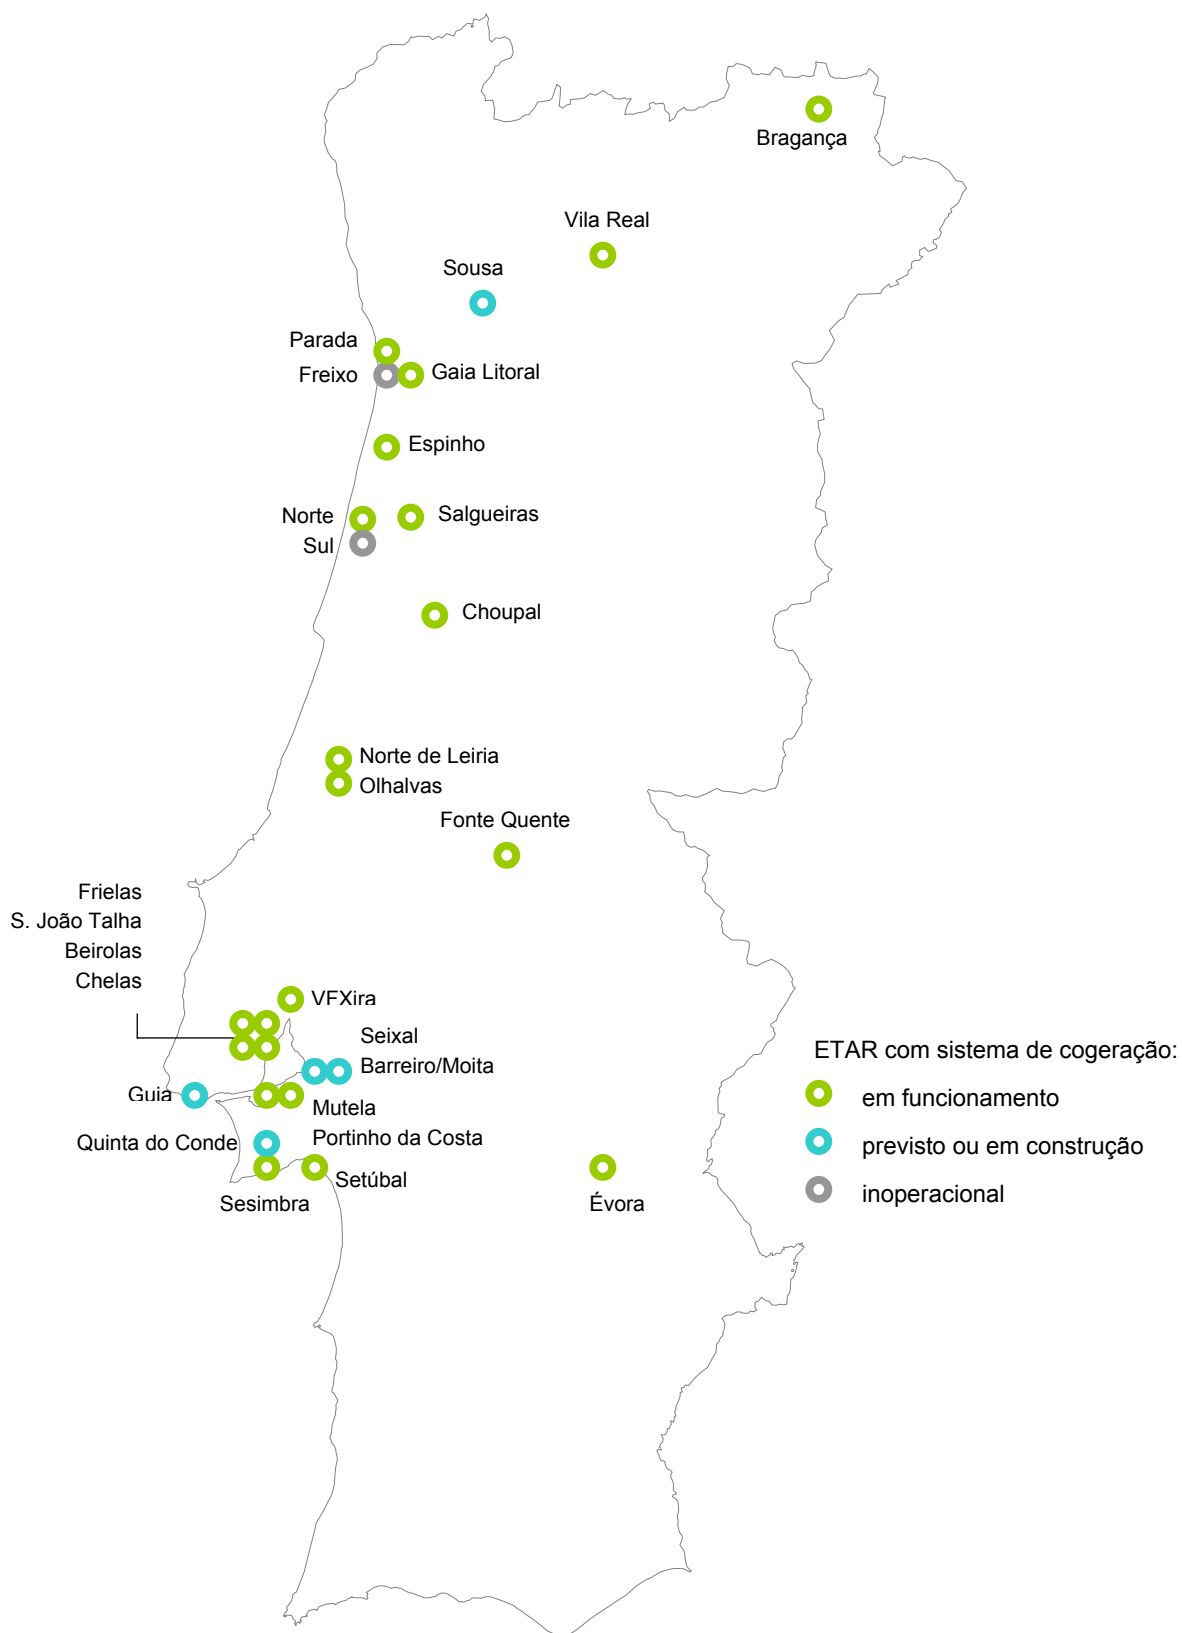 Bragança
Vila Real
Sousa
Parada
Freixo
Gaia Litoral
Espinho
Norte
Salgueiras
Sul
Choupal
Norte de Leiria
Olhalvas
Fonte Quente
Frielas
S. João Talha
Beirolas
Chelas
VFXira
Seixal
Barreiro/Moita
Guia
Mutela
Portinho da Costa
Quinta do Conde
Setúbal
Sesimbra
Évora
ETAR com sistema de cogeração:
em funcionamento
previsto ou em construção
inoperacional